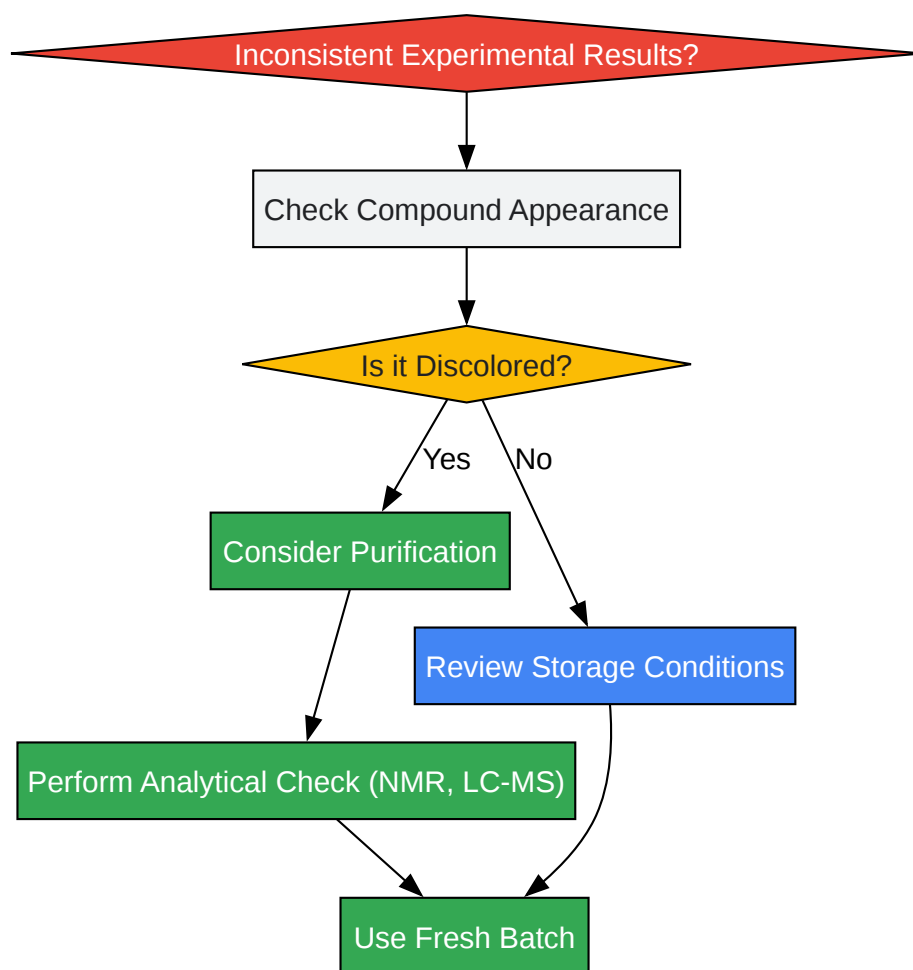 Inconsistent Experimental Results?
Check Compound Appearance
Is it Discolored?
Yes
No
Consider Purification
Review Storage Conditions
Perform Analytical Check (NMR, LC-MS)
Use Fresh Batch